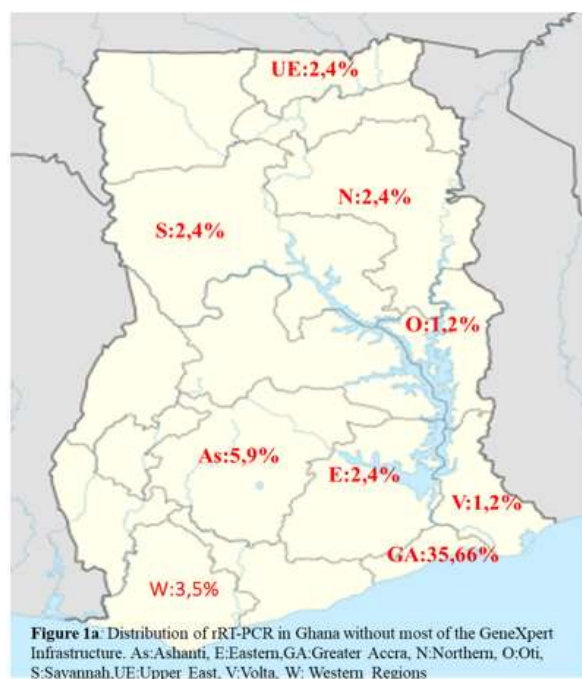 UE:2,4%
N:2,4%
S:2,4%
O:1,2%
As:5,9%
E:2,4%
V:1,2%
GA:35,66%
W:3,5%
Figure 1a: Distribution of rRT-PCR in Ghana without most of the GeneXpert
Infrastructure. As:Ashanti, E:Eastern,GA:Greater Accra, N:Northern, O:Oti,
S:Savannah,UE:Upper East, V:Volta, W: Western Regions